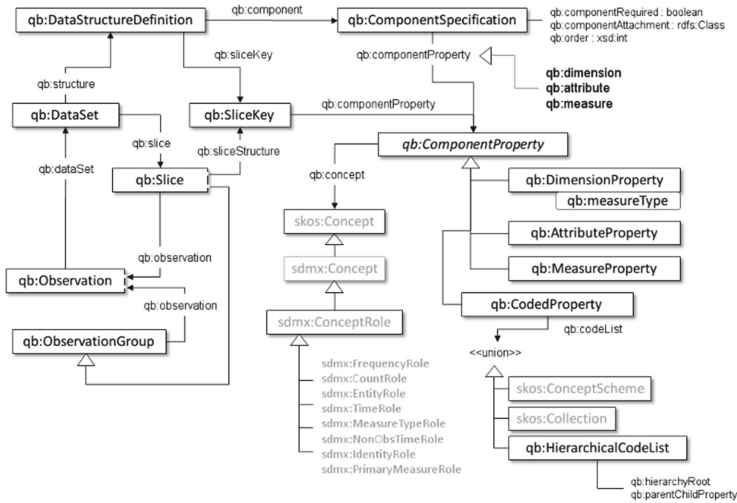 qb:DataStructureDefinition
qb:component
qb:ComponentSpecification
qb:componentRequired : boolean
qb:componentAttachment : rdfs:Class
qb:order : xsd:int
qb:sliceKey
qb:componentProperty
qb:dimension
qb:attribute
qb:measure
qb:structure
qb:DataSet
qb:SliceKey
qb:componentProperty
qb:slice
qb:sliceStructure
qb:ComponentProperty
qb:dataSet
qb:Slice
qb:concept
qb:DimensionProperty
qb:measureType
skos:Concept
qb:AttributeProperty
qb:observation
sdmx:Concept
qb:MeasureProperty
qb:Observation
qb:observation
qb:CodedProperty
sdmx:ConceptRole
qb:codeList
qb:ObservationGroup
<<union>>
sdmx:FrequencyRole
sdmx:CountRole
sdmx:EntityRole
sdmx:TimeRole
sdmx:MeasureTypeRole
sdmx:NonObsTimeRole
sdmx:IdentityRole
sdmx:PrimaryMeasureRole
skos:ConceptScheme
skos:Collection
qb:HierarchicalCodeList
qb:hierarchyRoot
qb:parentChildProperty